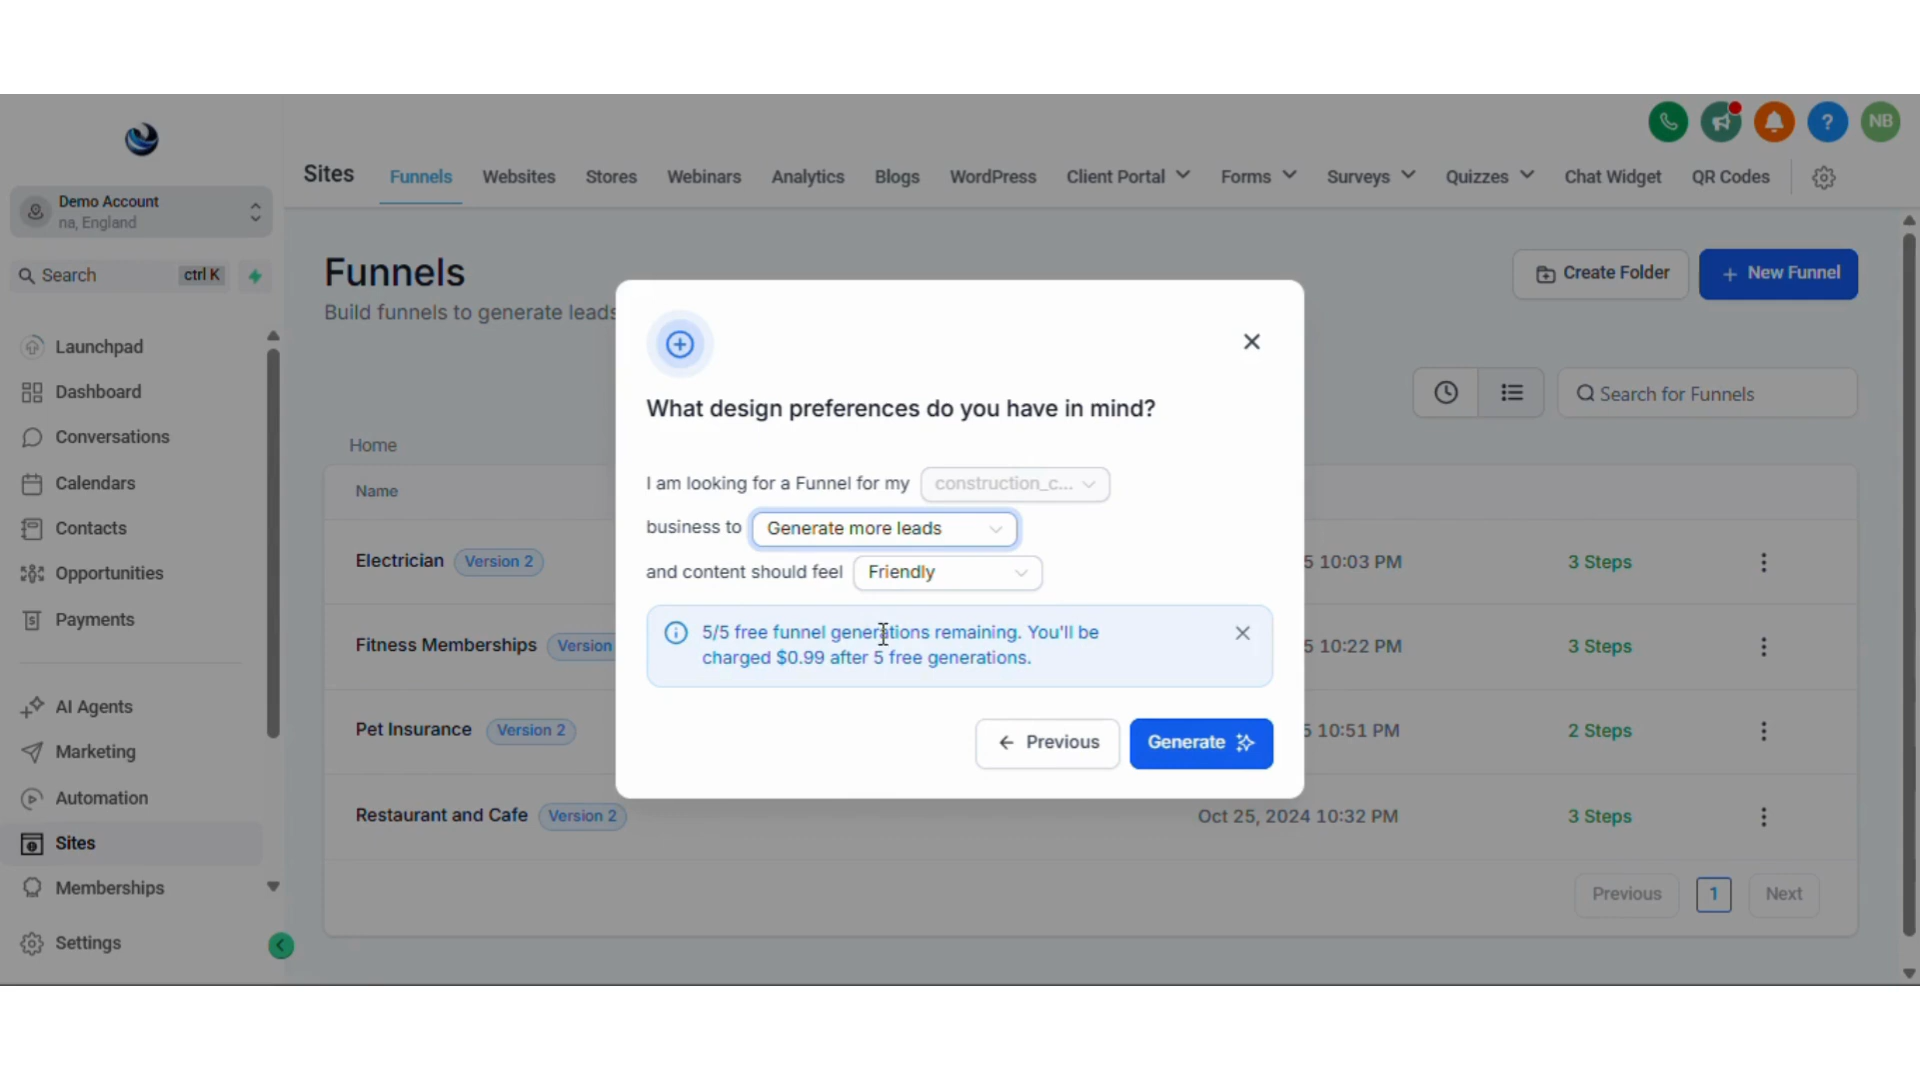 NB
Sites
Funnels
Websites
Stores
Webinars
Analytics
Blogs
WordPress
Client Portal
Forms
Surveys
Quizzes
Chat Widget
QR Codes
Demo Account
na, England
Search
ctrl K
Launchpad
Dashboard
Conversations
Calendars
Contacts
Opportunities
Payments
AI Agents
Marketing
Automation
Sites
Memberships
Settings
Funnels
Build funnels to generate leads
Create Folder
+ New Funnel
Search for Funnels
Home
Name
Electrician Version 2
5 10:03 PM
3 Steps
Fitness Memberships Version
5 10:22 PM
3 Steps
Pet Insurance Version 2
5 10:51 PM
2 Steps
Restaurant and Cafe Version 2
Oct 25, 2024 10:32 PM
3 Steps
Previous
1
Next
What design preferences do you have in mind?
I am looking for a Funnel for my construction_c...
business to Generate more leads
and content should feel Friendly
5/5 free funnel generations remaining. You'll be
charged $0.99 after 5 free generations.
Previous
Generate